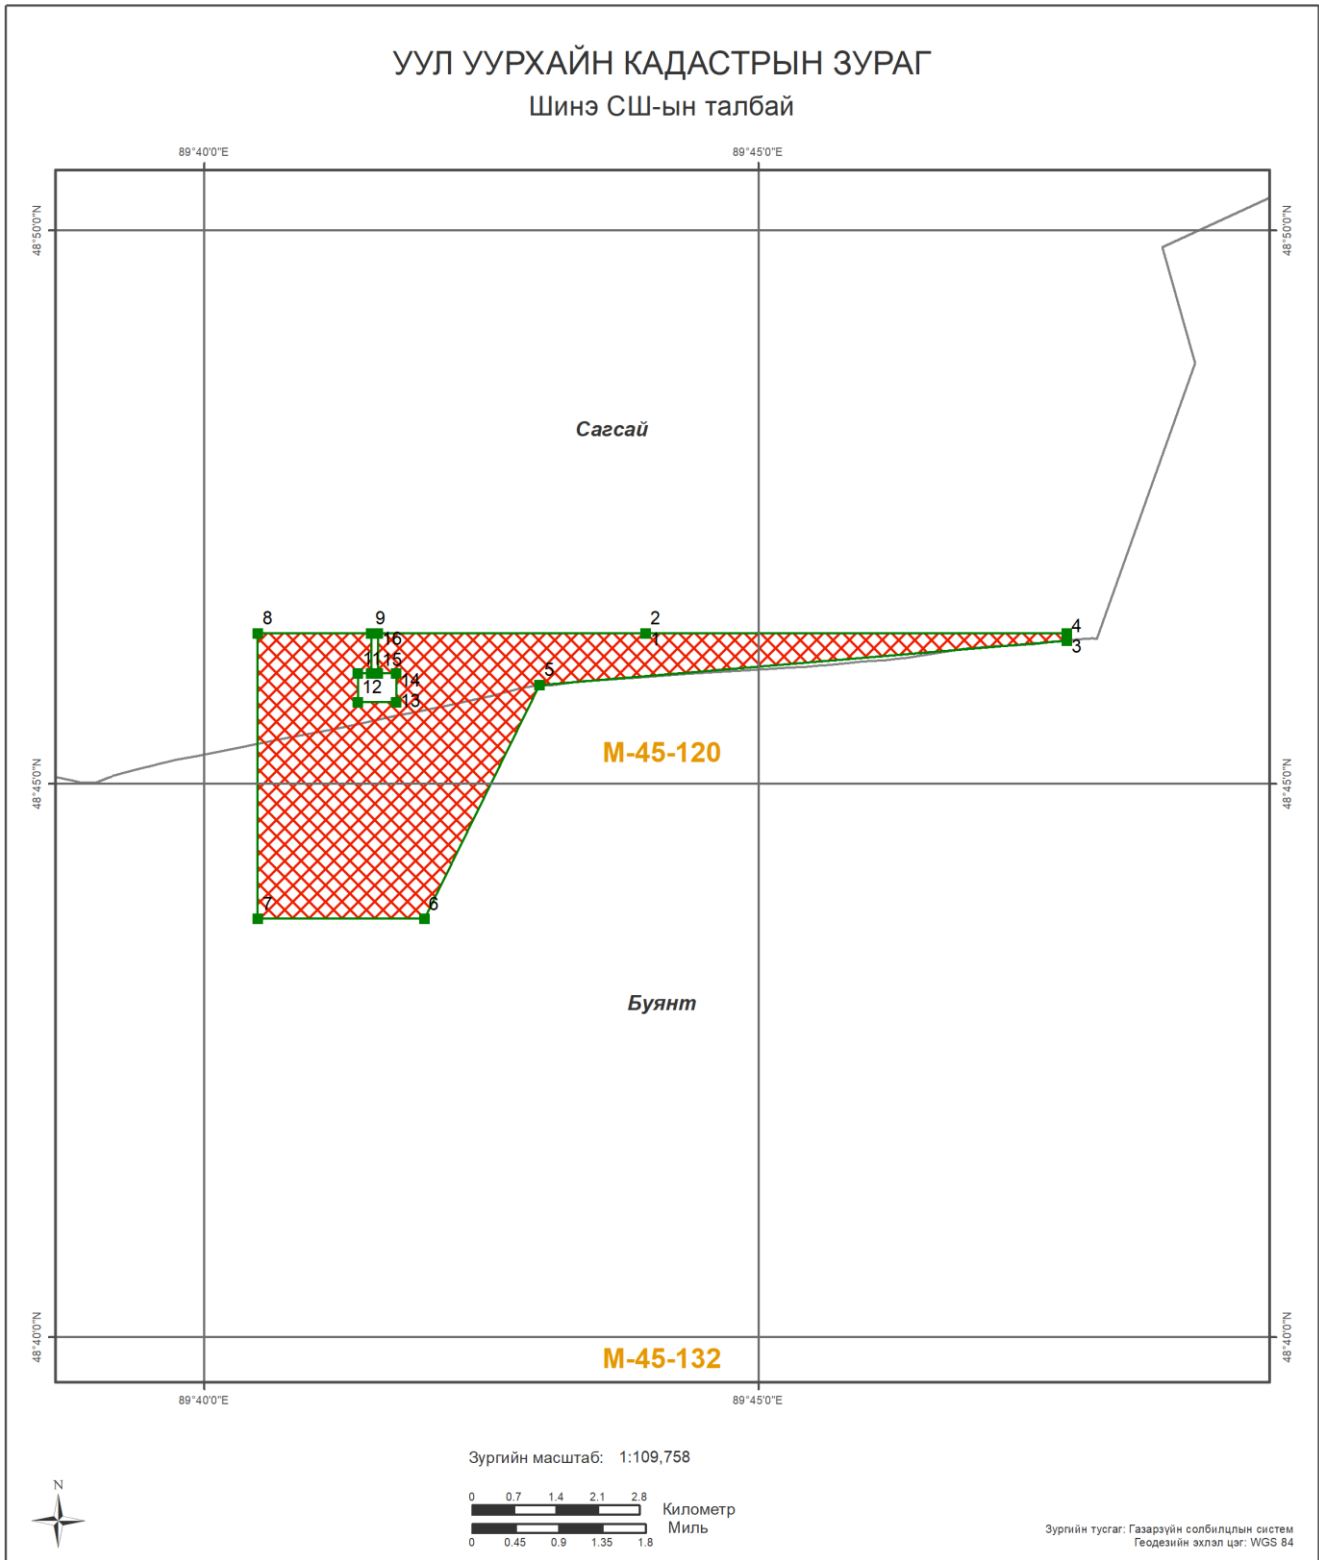 УУЛ УУРХАЙН КАДАСТРЫН ЗУРАГ
Шинэ СШ-ын талбай
89°40'0"E 89°45'0"E
48°50'0"N 48°50'0"N
Сагсай
8 9 2 4
16 1 3
11 15 14 5
12 13
M-45-120
48°45'0"N 48°45'0"N
7 6
Буянт
48°40'0"N 48°40'0"N
M-45-132
89°40'0"E 89°45'0"E
Зургийн масштаб: 1:109,758
N
0 0.7 1.4 2.1 2.8
Километр
Миль
0 0.45 0.9 1.35 1.8
Зургийн тусгаг: Газарзүйн солбилцлын систем
Геодезийн эхлэл цэг: WGS 84